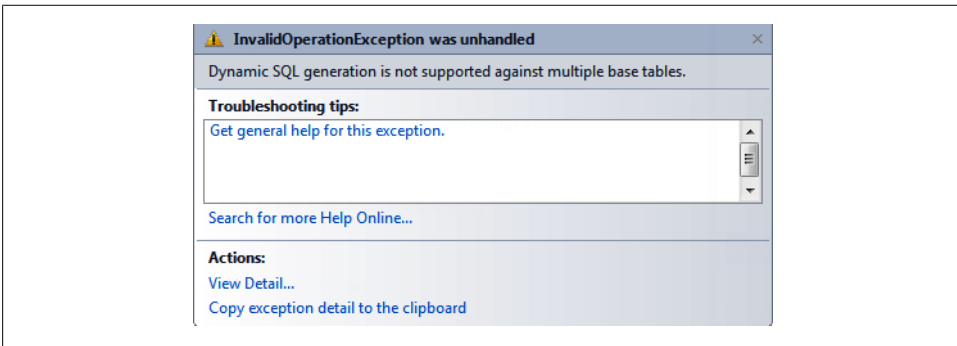 InvalidOperationException was unhandled
Dynamic SQL generation is not supported against multiple base tables.
Troubleshooting tips:
Get general help for this exception.
Search for more Help Online...
Actions:
View Detail...
Copy exception detail to the clipboard